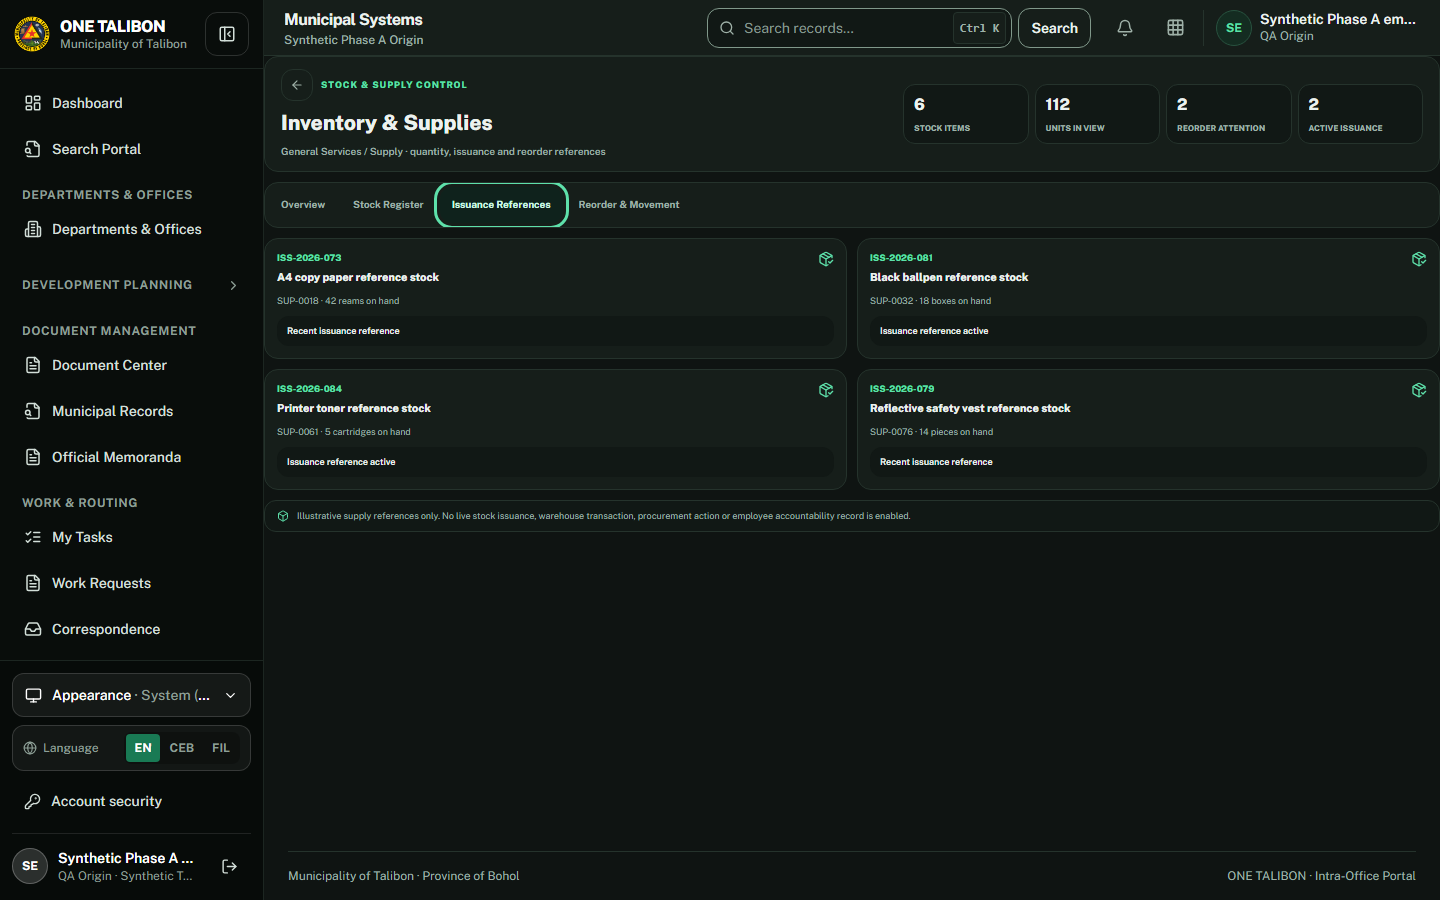 ONE TALIBON
Municipality of Talibon
Dashboard
Search Portal
DEPARTMENTS & OFFICES
Departments & Offices
DEVELOPMENT PLANNING
DOCUMENT MANAGEMENT
Document Center
Municipal Records
Official Memoranda
WORK & ROUTING
My Tasks
Work Requests
Correspondence
Appearance · System (...
Language EN CEB FIL
Account security
SE
Synthetic Phase A ...
QA Origin · Synthetic T...
Municipal Systems
Synthetic Phase A Origin
Search records...
Ctrl K
Search
SE
Synthetic Phase A em...
QA Origin
STOCK & SUPPLY CONTROL
Inventory & Supplies
General Services / Supply · quantity, issuance and reorder references
6
STOCK ITEMS
112
UNITS IN VIEW
2
REORDER ATTENTION
2
ACTIVE ISSUANCE
Overview
Stock Register
Issuance References
Reorder & Movement
ISS-2026-073
A4 copy paper reference stock
SUP-0018 · 42 reams on hand
Recent issuance reference
ISS-2026-081
Black ballpen reference stock
SUP-0032 · 18 boxes on hand
Issuance reference active
ISS-2026-084
Printer toner reference stock
SUP-0061 · 5 cartridges on hand
Issuance reference active
ISS-2026-079
Reflective safety vest reference stock
SUP-0076 · 14 pieces on hand
Recent issuance reference
Illustrative supply references only. No live stock issuance, warehouse transaction, procurement action or employee accountability record is enabled.
Municipality of Talibon · Province of Bohol
ONE TALIBON · Intra-Office Portal